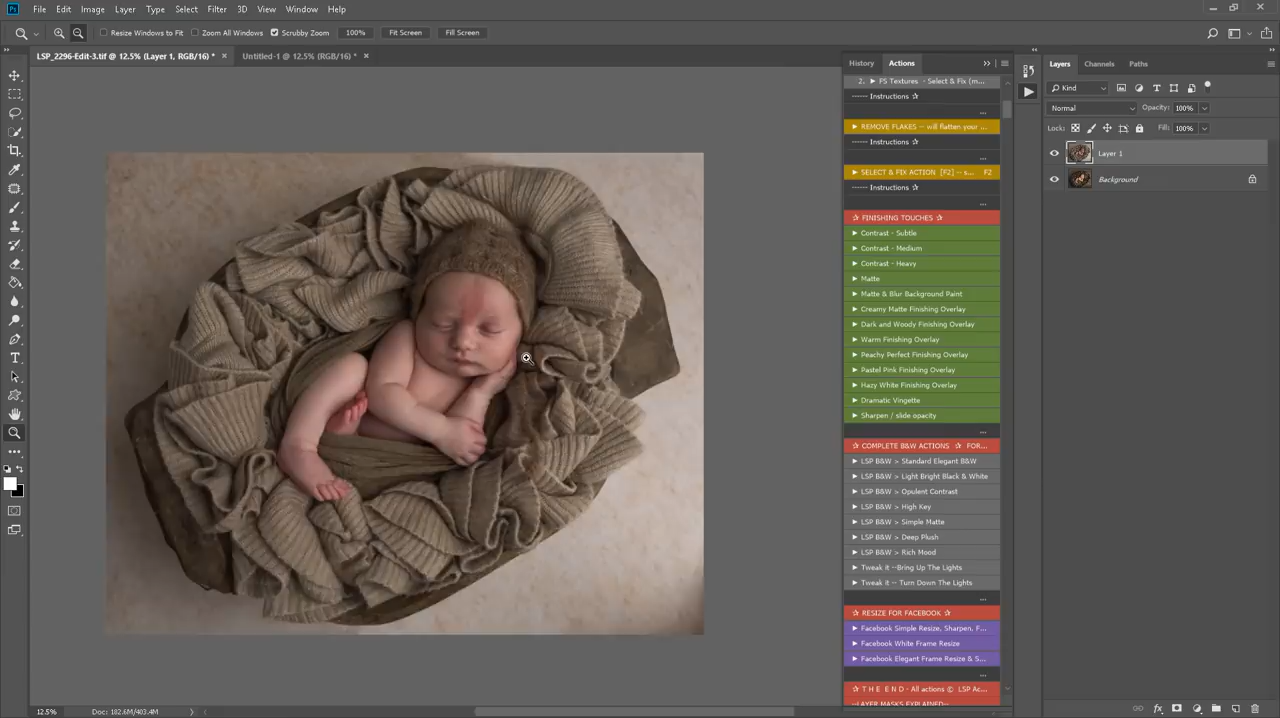 Ps File Edit Image Layer Type Select Filter 3D View Window Help
Resize Windows to Fit Zoom All Windows Scrubby Zoom 100% Fit Screen Fill Screen
LSP_2296-Edit-3.tif @ 12.5% (Layer 1, RGB/16) * × Untitled-1 @ 12.5% (RGB/16) * ×
History Actions
2. FS Textures - Select & Fix (m...
------ Instructions ✰
...
REMOVE FLAKES -- will flatten your ...
------ Instructions ✰
...
SELECT & FIX ACTION [F2] -- s... F2
------ Instructions ✰
...
✰ FINISHING TOUCHES ✰
Contrast - Subtle
Contrast - Medium
Contrast - Heavy
Matte
Matte & Blur Background Paint
Creamy Matte Finishing Overlay
Dark and Woody Finishing Overlay
Warm Finishing Overlay
Peachy Perfect Finishing Overlay
Pastel Pink Finishing Overlay
Hazy White Finishing Overlay
Dramatic Vingette
Sharpen / slide opacity
...
✰ COMPLETE B&W ACTIONS ✰ FOR...
LSP B&W > Standard Elegant B&W
LSP B&W > Light Bright Black & White
LSP B&W > Opulent Contrast
LSP B&W > High Key
LSP B&W > Simple Matte
LSP B&W > Deep Plush
LSP B&W > Rich Mood
Tweak it --Bring Up The Lights
Tweak it -- Turn Down The Lights
...
✰ RESIZE FOR FACEBOOK ✰
Facebook Simple Resize, Sharpen, F...
Facebook White Frame Resize
Facebook Elegant Frame Resize & S...
...
✰ T H E E N D - All actions © LSP Ac...
--LAYER MASKS EXPLAINED--
Layers Channels Paths
Kind
Normal Opacity: 100%
Lock: Fill: 100%
Layer 1
Background
12.5% Doc: 182.6M/403.4M